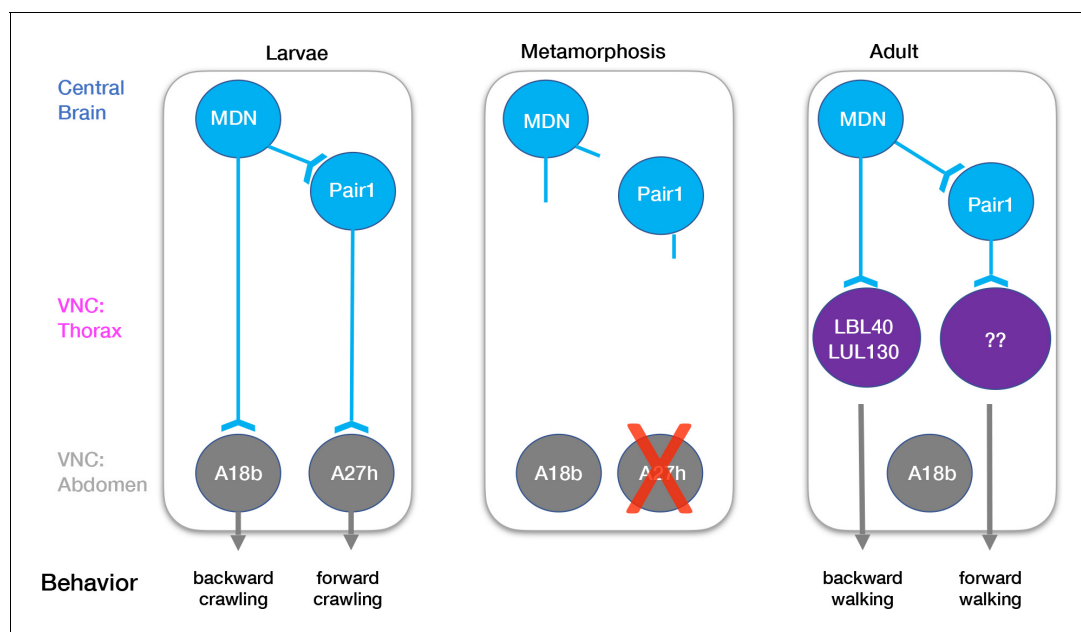 Larvae
Metamorphosis
Adult
Central
Brain
MDN
Pair1
MDN
Pair1
MDN
Pair1
VNC:
Thorax
LBL40
LUL130
??
VNC:
Abdomen
A18b
A27h
A18b
A27h
A18b
Behavior
backward
crawling
forward
crawling
backward
walking
forward
walking